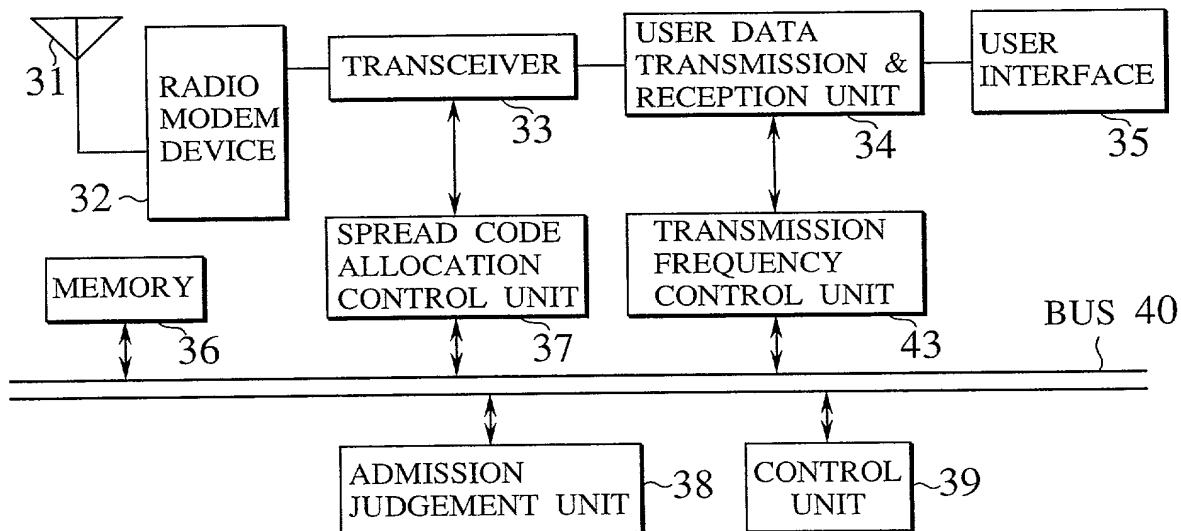 31
RADIO
MODEM
DEVICE
32
TRANSCEIVER
33
USER DATA
TRANSMISSION &
RECEPTION UNIT
34
USER
INTERFACE
35
MEMORY
36
SPREAD CODE
ALLOCATION
CONTROL UNIT
37
TRANSMISSION
FREQUENCY
CONTROL UNIT
43
BUS 40
ADMISSION
JUDGEMENT UNIT
38
CONTROL
UNIT
39